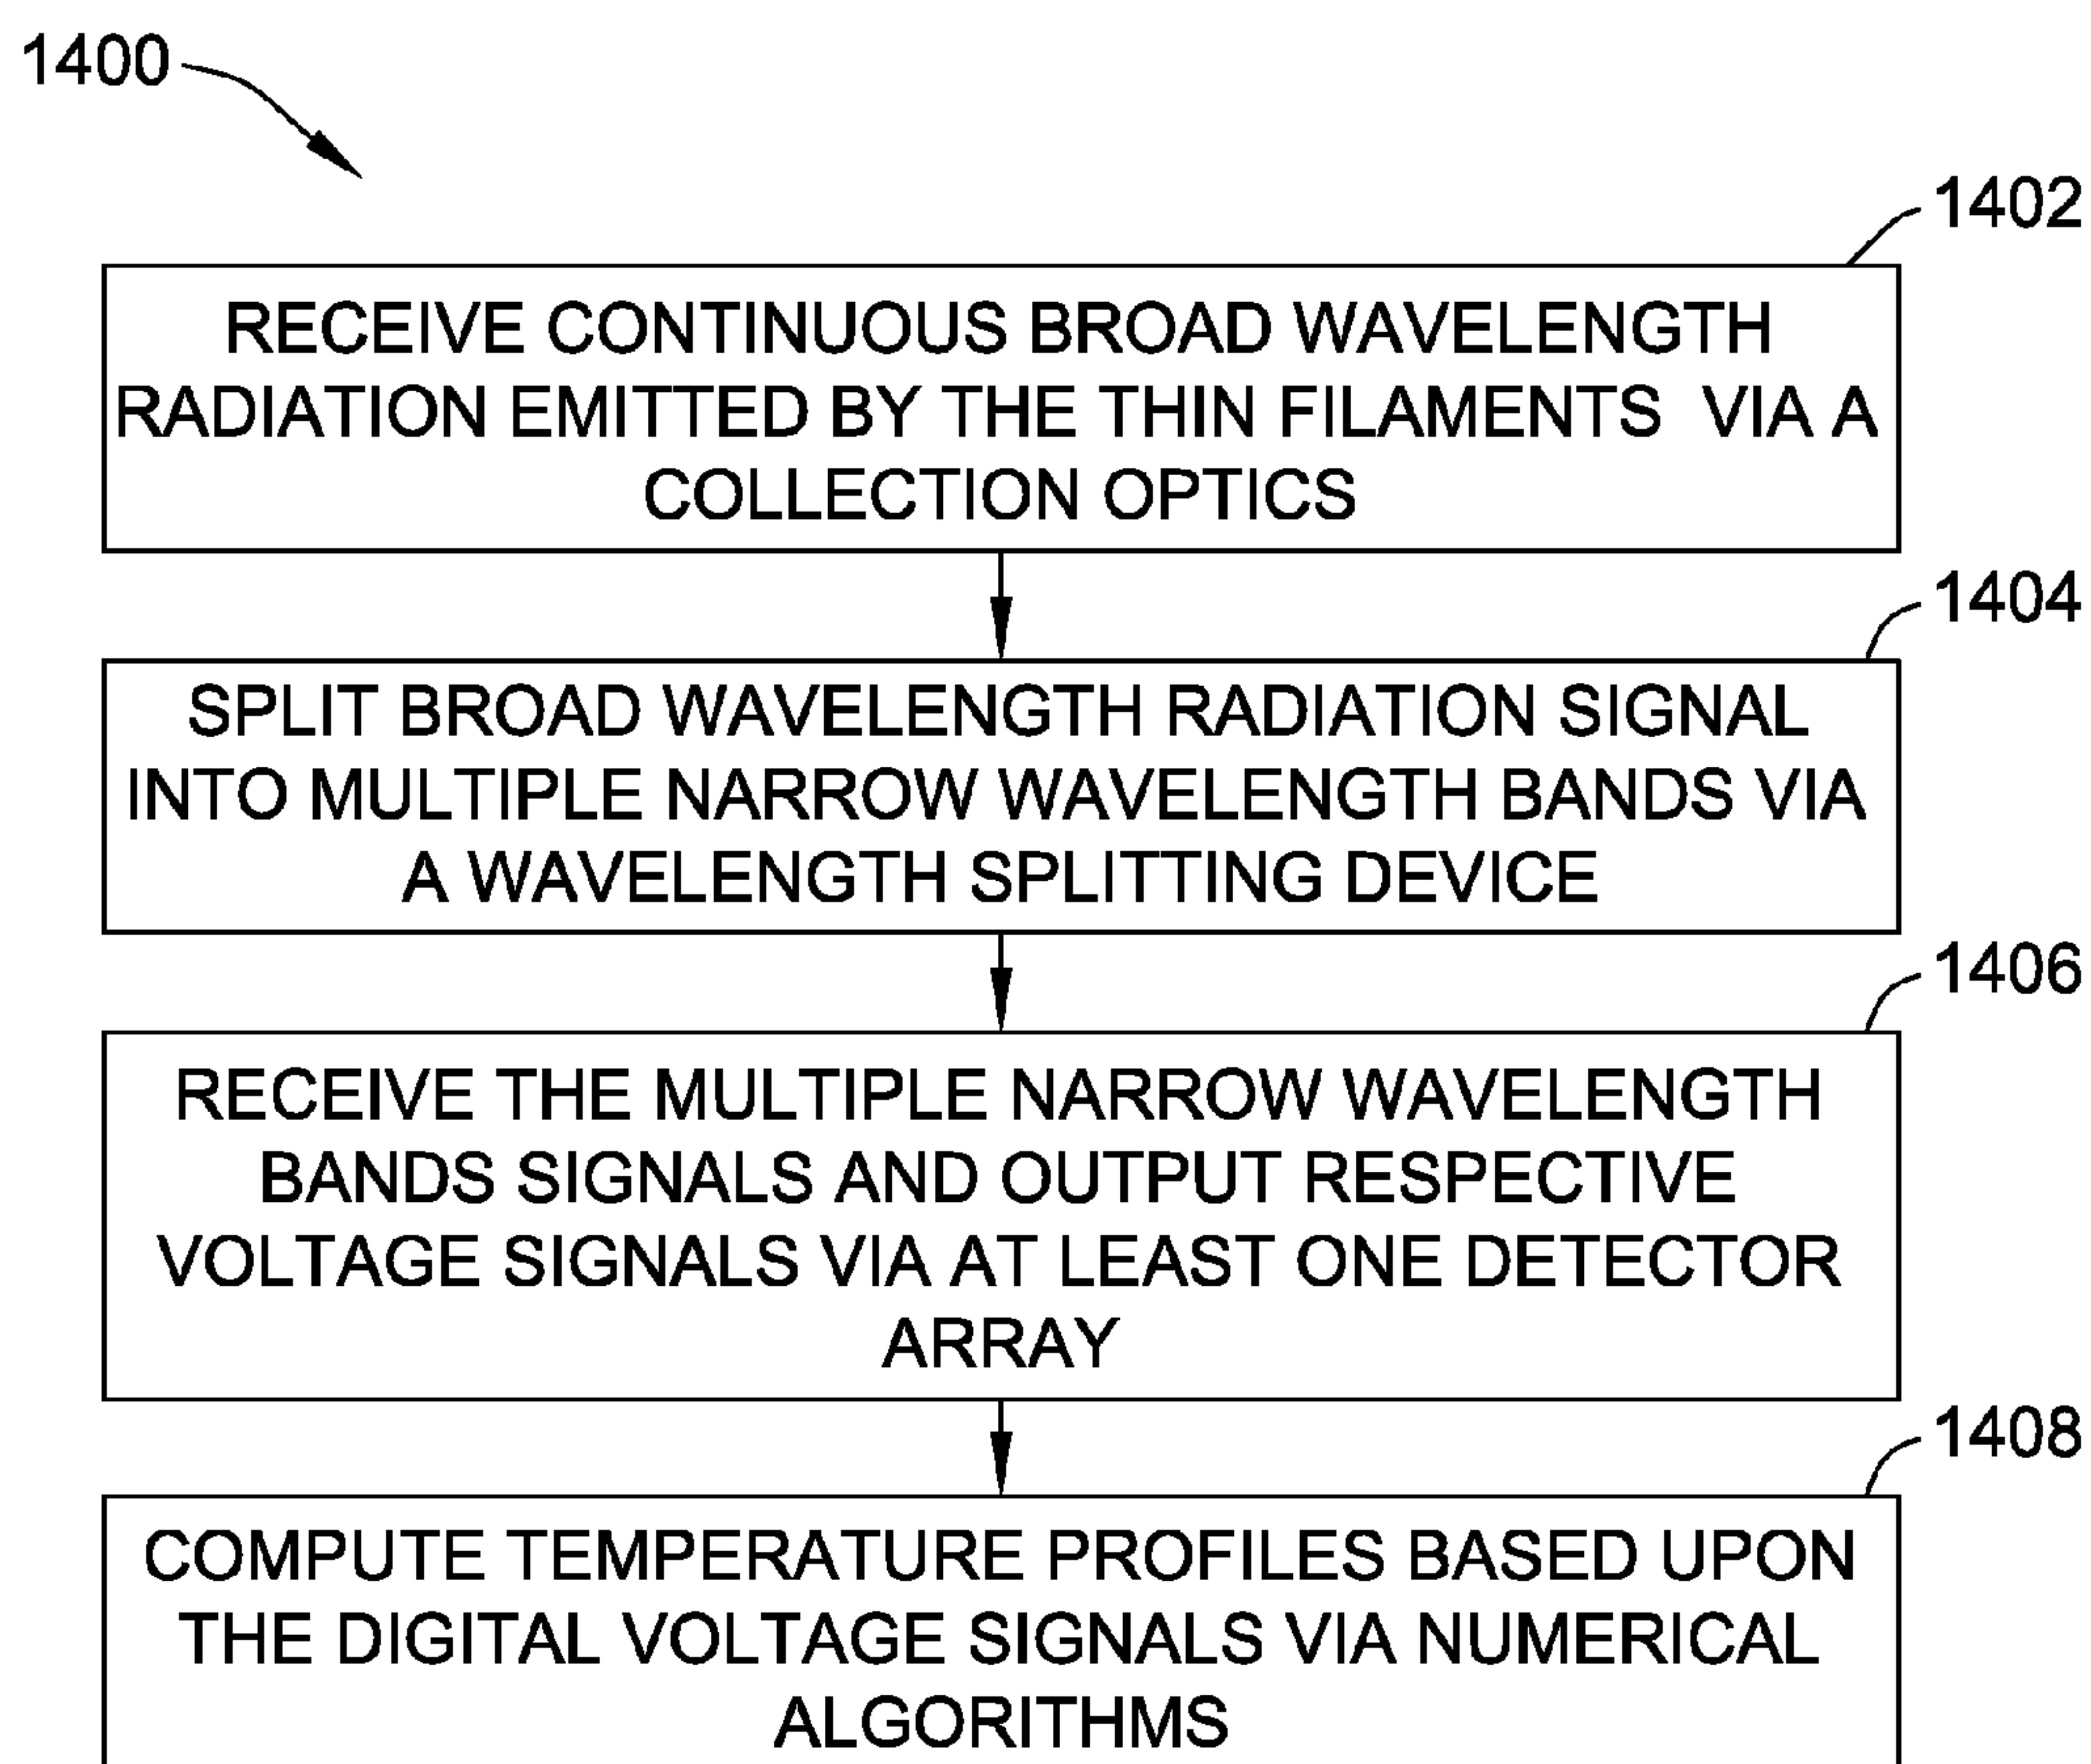 1400
1402
RECEIVE CONTINUOUS BROAD WAVELENGTH
RADIATION EMITTED BY THE THIN FILAMENTS VIA A
COLLECTION OPTICS
1404
SPLIT BROAD WAVELENGTH RADIATION SIGNAL
INTO MULTIPLE NARROW WAVELENGTH BANDS VIA
A WAVELENGTH SPLITTING DEVICE
1406
RECEIVE THE MULTIPLE NARROW WAVELENGTH
BANDS SIGNALS AND OUTPUT RESPECTIVE
VOLTAGE SIGNALS VIA AT LEAST ONE DETECTOR
ARRAY
1408
COMPUTE TEMPERATURE PROFILES BASED UPON
THE DIGITAL VOLTAGE SIGNALS VIA NUMERICAL
ALGORITHMS